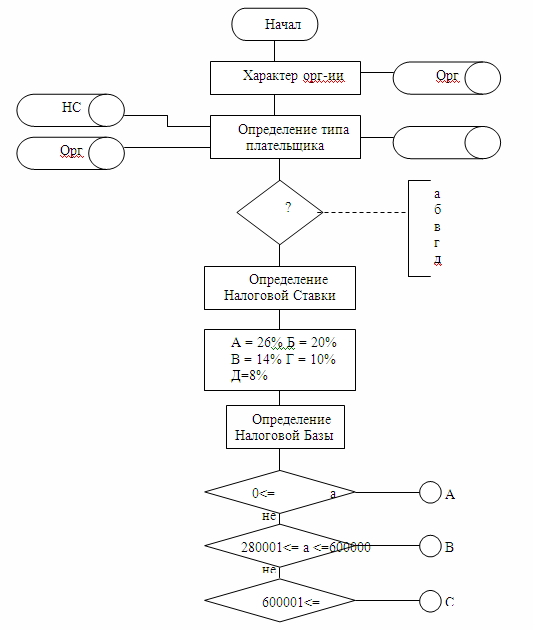 Начал
Характер орг-ии
Орг
НС
Определение типа
плательщика
Орг
?
а
б
в
г
д
Определение
Налоговой Ставки
А = 26% Б = 20%
В = 14% Г = 10%
Д=8%
Определение
Налоговой Базы
0<= а
А
не
280001<= а <=600000
В
не
600001<=
С